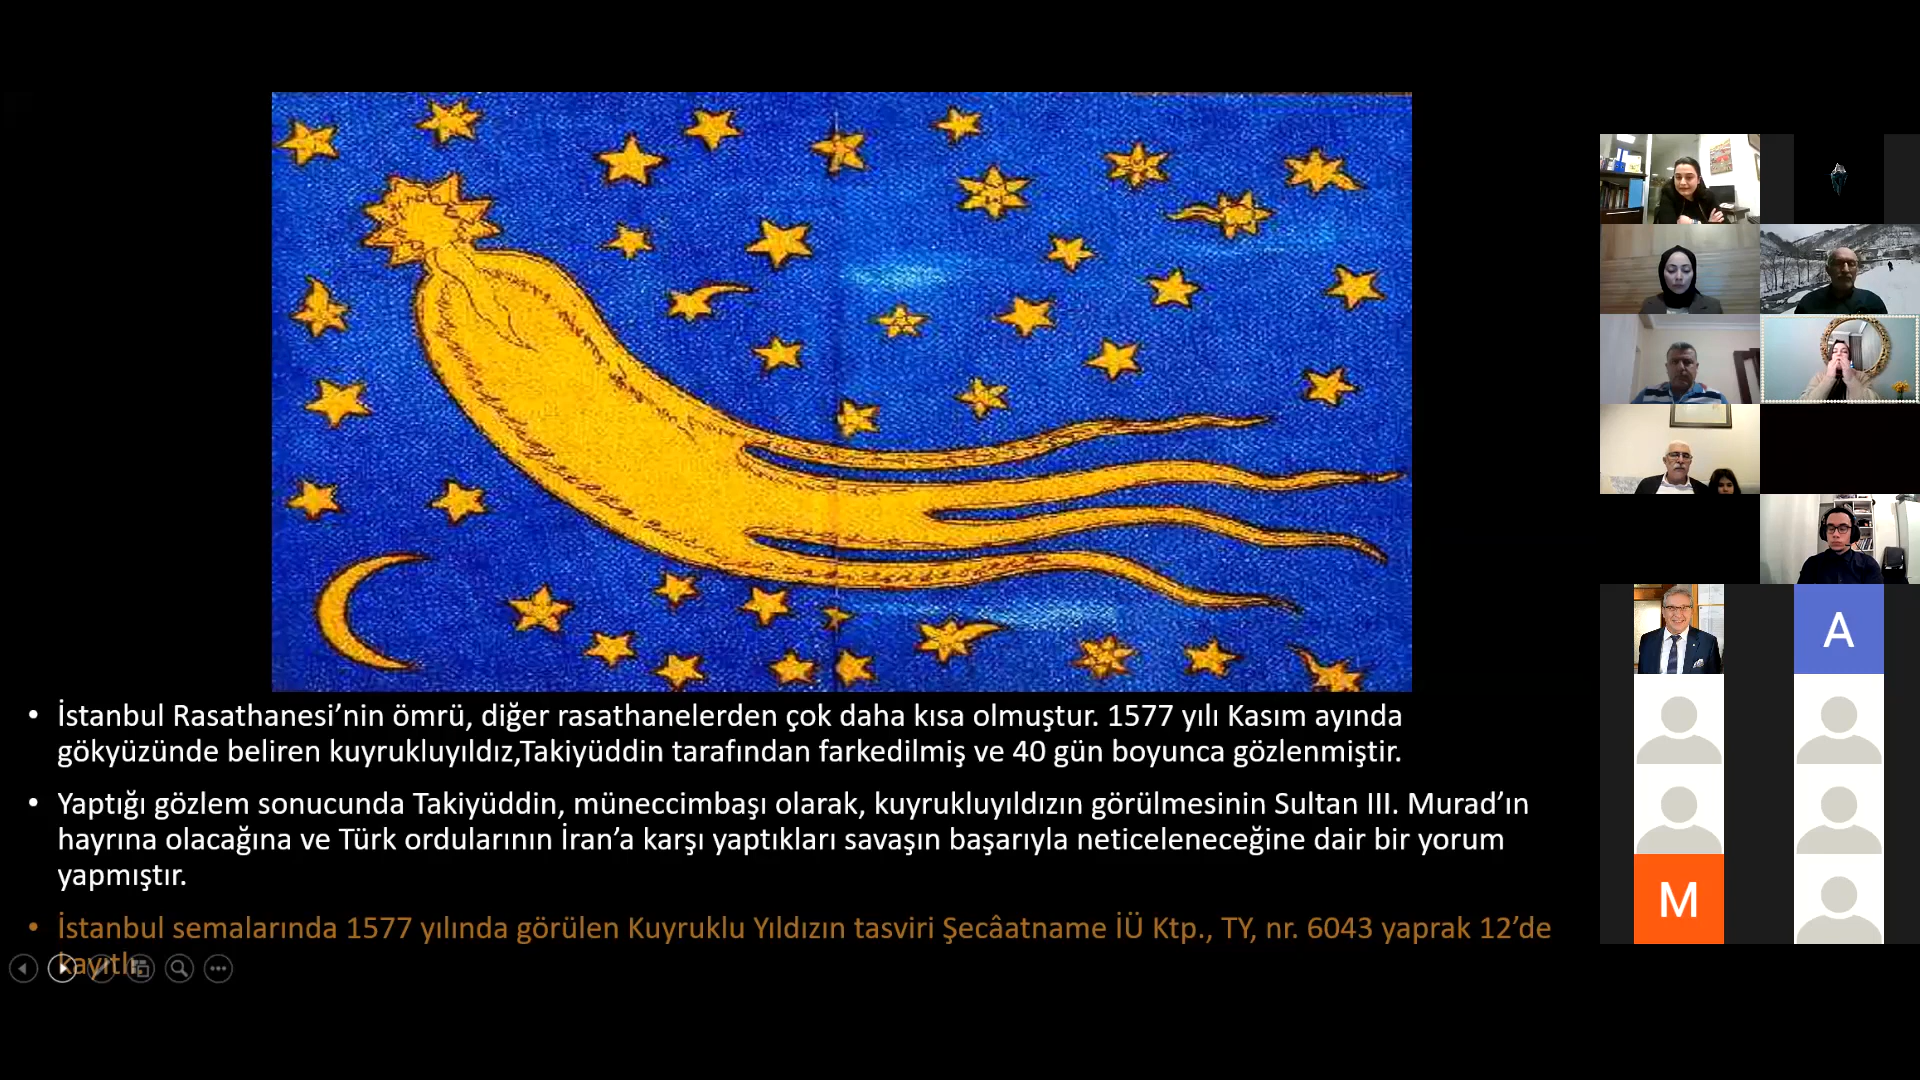 • İstanbul Rasathanesi’nin ömrü, diğer rasathanelerden çok daha kısa olmuştur. 1577 yılı Kasım ayında
gökyüzünde beliren kuyrukluyıldız,Takiyüddin tarafından farkedilmiş ve 40 gün boyunca gözlenmiştir.
• Yaptığı gözlem sonucunda Takiyüddin, müneccimbaşı olarak, kuyrukluyıldızın görülmesinin Sultan III. Murad’ın
hayrına olacağına ve Türk ordularının İran’a karşı yaptıkları savaşın başarıyla neticeleneceğine dair bir yorum
yapmıştır.
• İstanbul semalarında 1577 yılında görülen Kuyruklu Yıldızın tasviri Şecâatname İÜ Ktp., TY, nr. 6043 yaprak 12’de
A
M